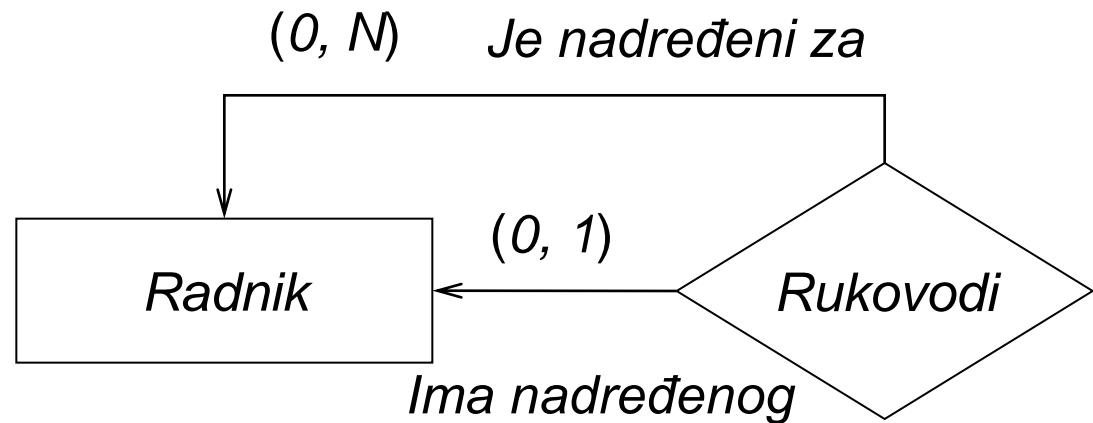 (0, N) Je nadređeni za
(0, 1)
Radnik
Rukovodi
Ima nadređenog